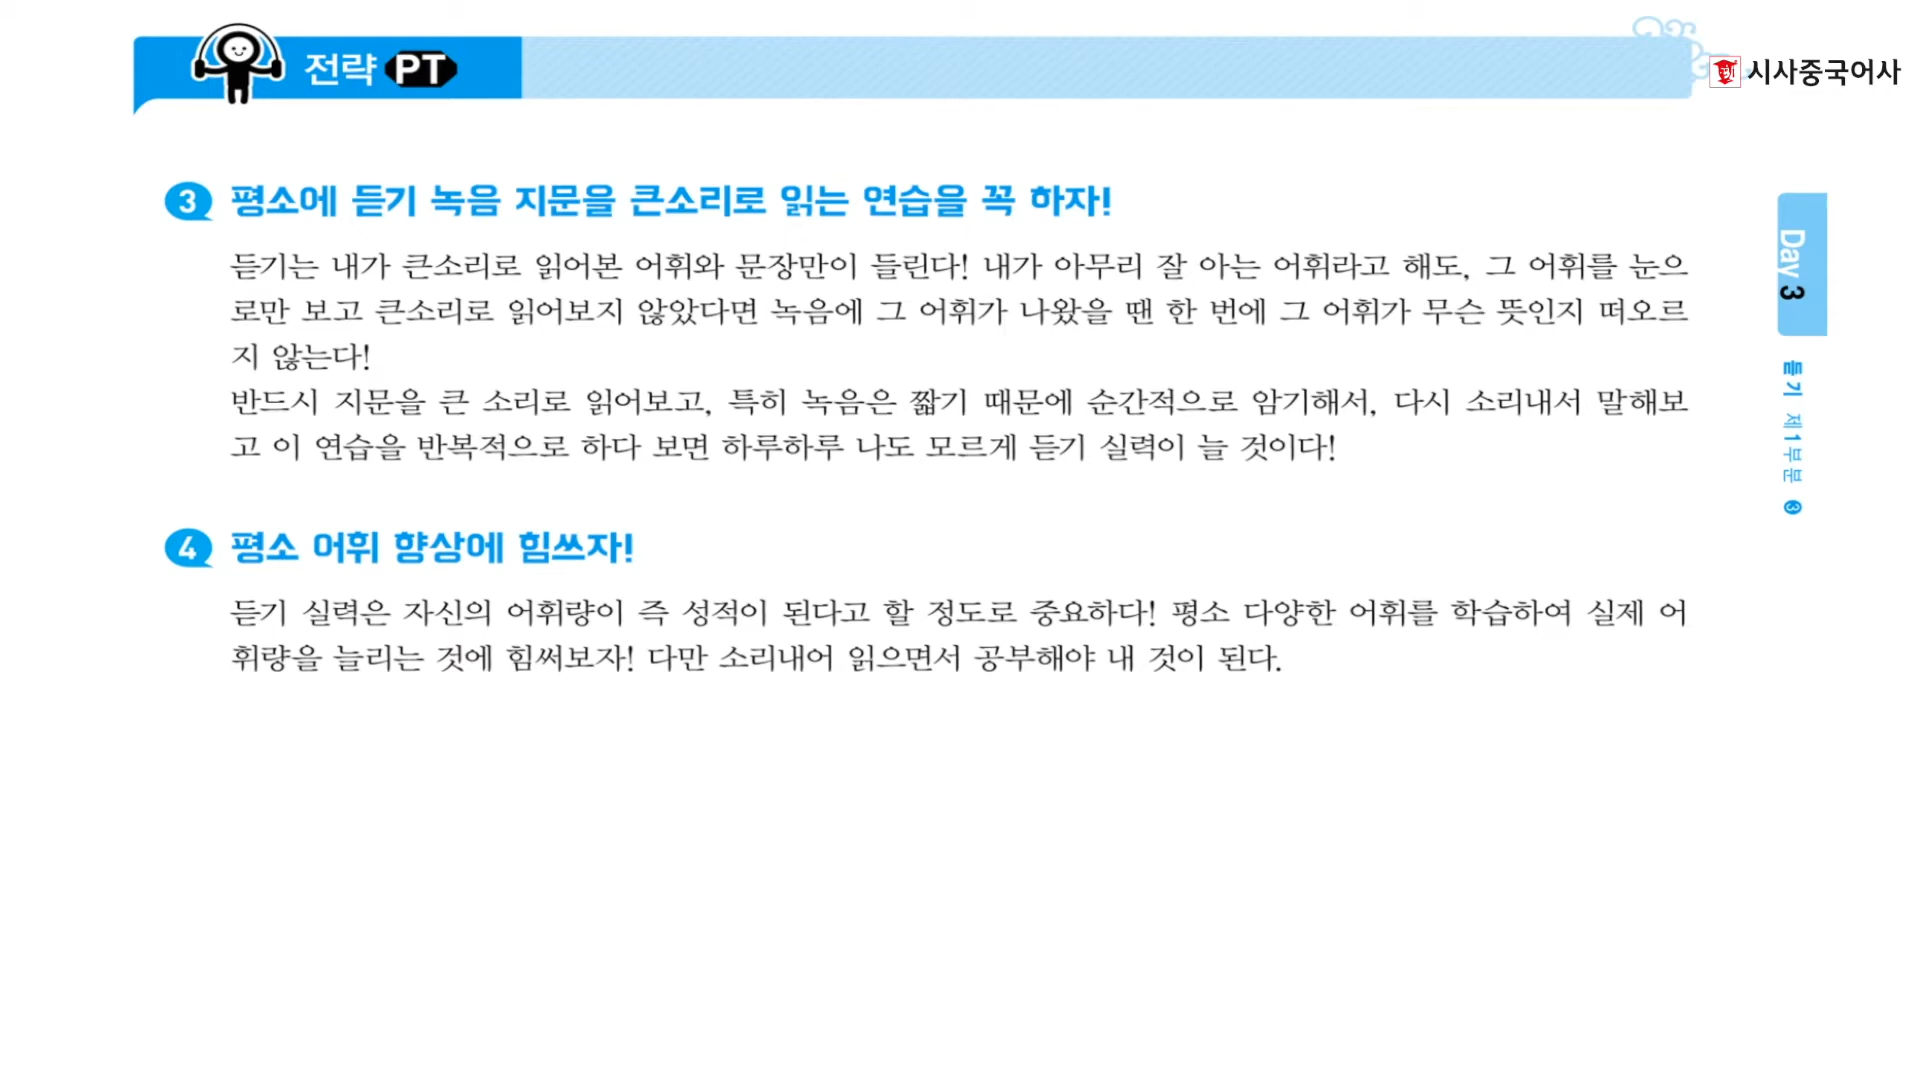 전략 PT
시사중국어사
3 평소에 듣기 녹음 지문을 큰소리로 읽는 연습을 꼭 하자!
듣기는 내가 큰소리로 읽어본 어휘와 문장만이 들린다! 내가 아무리 잘 아는 어휘라고 해도, 그 어휘를 눈으
로만 보고 큰소리로 읽어보지 않았다면 녹음에 그 어휘가 나왔을 땐 한 번에 그 어휘가 무슨 뜻인지 떠오르
지 않는다!
반드시 지문을 큰 소리로 읽어보고, 특히 녹음은 짧기 때문에 순간적으로 암기해서, 다시 소리내서 말해보
고 이 연습을 반복적으로 하다 보면 하루하루 나도 모르게 듣기 실력이 늘 것이다!
4 평소 어휘 향상에 힘쓰자!
듣기 실력은 자신의 어휘량이 즉 성적이 된다고 할 정도로 중요하다! 평소 다양한 어휘를 학습하여 실제 어
휘량을 늘리는 것에 힘써보자! 다만 소리내어 읽으면서 공부해야 내 것이 된다.
Day 3
듣기 제1부분 3